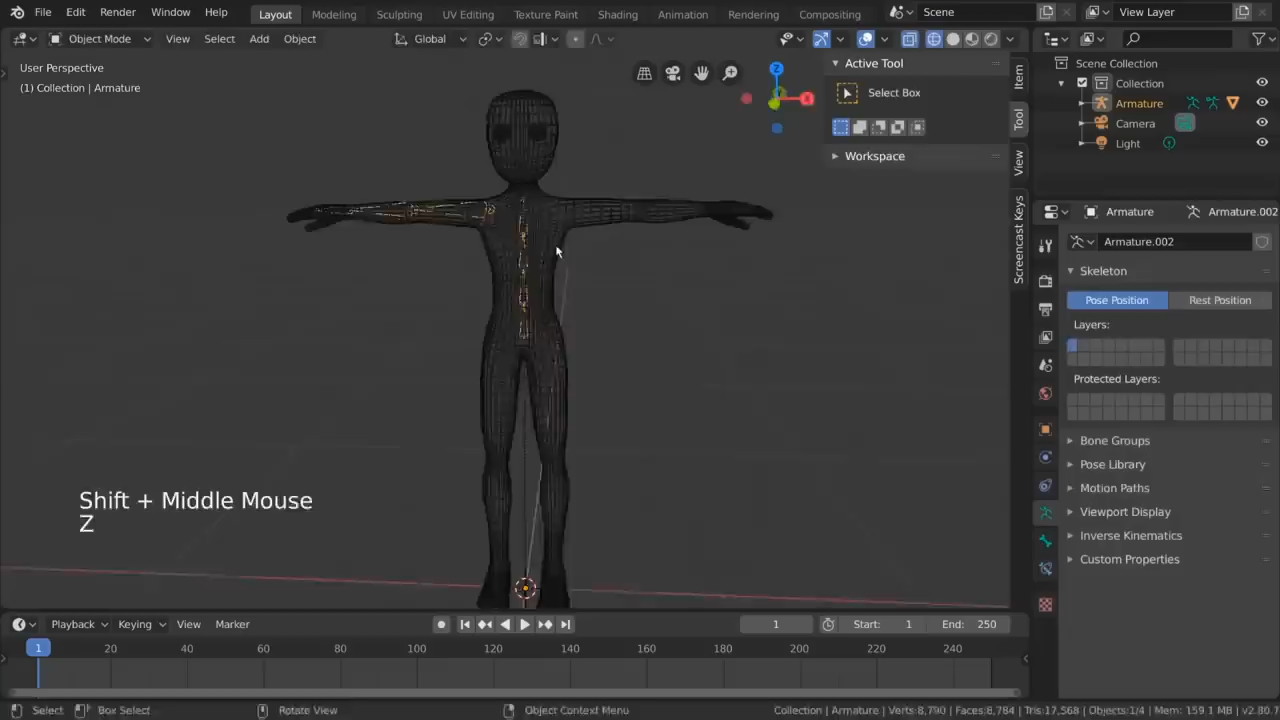 File Edit Render Window Help Layout Modeling Sculpting UV Editing Texture Paint Shading Animation Rendering Compositing Scene View Layer
Object Mode View Select Add Object Global
User Perspective
(1) Collection | Armature
Active Tool
Select Box
Workspace
Item
Tool
View
Screencast Keys
Scene Collection
Collection
Armature
Camera
Light
Armature Armature.002
Armature.002
Skeleton
Pose Position Rest Position
Layers:
Protected Layers:
Bone Groups
Pose Library
Motion Paths
Viewport Display
Inverse Kinematics
Custom Properties
Z
Shift + Middle Mouse
Z
Playback Keying View Marker 1 Start: 1 End: 250
1 20 40 60 80 100 120 140 160 180 200 220 240
Select Box Select Rotate View Object Context Menu Collection | Armature | Verts:8,790 | Faces:8,784 | Tris:17,568 | Objects:1/4 | Mem: 159.1 MB | v2.80.7